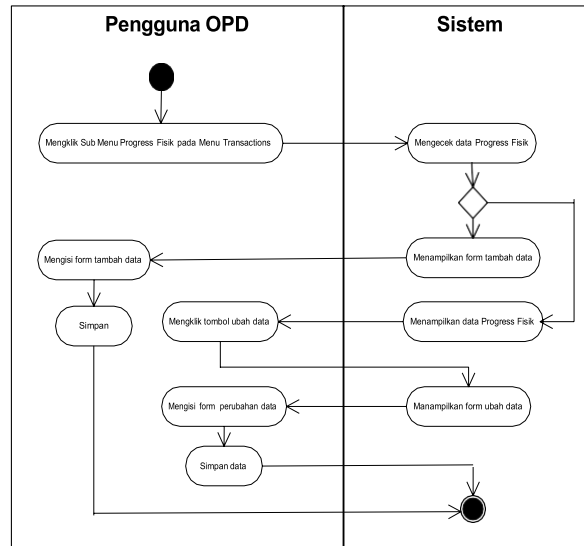 Pengguna OPD
Sistem
Mengklik Sub Menu Progress Fisik pada Menu Transactions
Mengecek data Progress Fisik
Mengisi form tambah data
Menampilkan form tambah data
Simpan
Mengklik tombol ubah data
Menampilkan data Progress Fisik
Mengisi form perubahan data
Manampilkan form ubah data
Simpan data